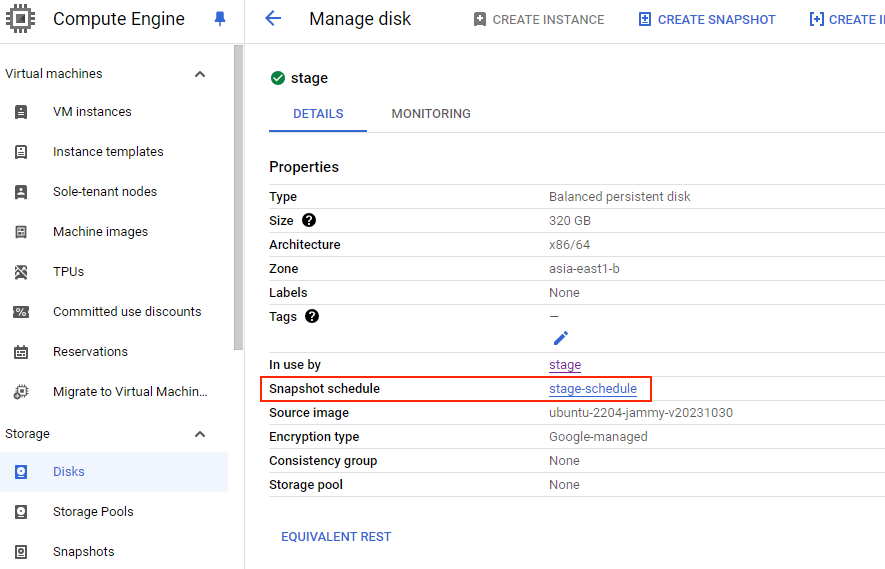 Compute Engine
Manage disk
CREATE INSTANCE
CREATE SNAPSHOT
CREATE I
Virtual machines
VM instances
Instance templates
Sole-tenant nodes
Machine images
TPUs
Committed use discounts
Reservations
Migrate to Virtual Machin...
Storage
Disks
Storage Pools
Snapshots
stage
DETAILS
MONITORING
Properties
Type Balanced persistent disk
Size ? 320 GB
Architecture x86/64
Zone asia-east1-b
Labels None
Tags ? —
In use by stage
Snapshot schedule stage-schedule
Source image ubuntu-2204-jammy-v20231030
Encryption type Google-managed
Consistency group None
Storage pool None
EQUIVALENT REST